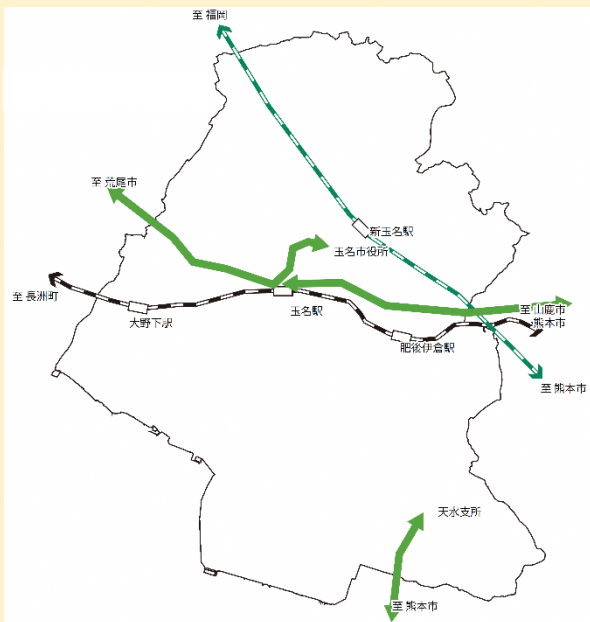 至 福岡
至 荒尾市
新玉名駅
玉名市役所
至 長洲町
大野下駅
玉名駅
至 山鹿市
熊本市
肥後伊倉駅
至 熊本市
天水支所
至 熊本市